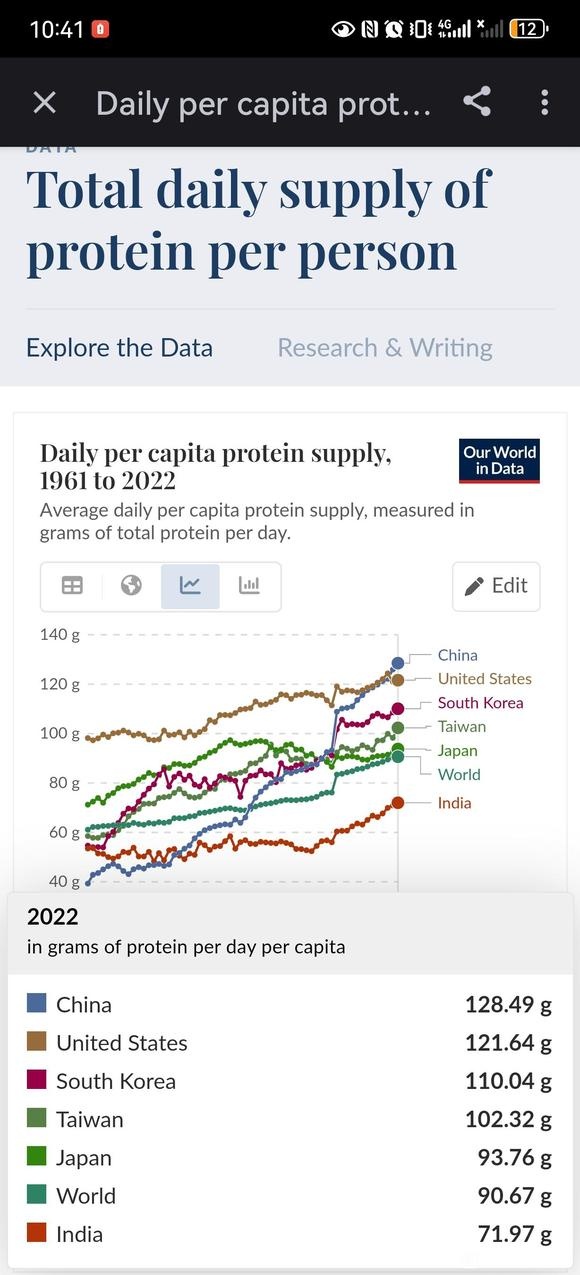 10:41
4G
12
Daily per capita prot...
DATA
Total daily supply of
protein per person
Explore the Data
Research & Writing
Daily per capita protein supply,
1961 to 2022
Our World
in Data
Average daily per capita protein supply, measured in
grams of total protein per day.
Edit
140 g
120 g
100 g
80 g
60 g
40 g
China
United States
South Korea
Taiwan
Japan
World
India
2022
in grams of protein per day per capita
China 128.49 g
United States 121.64 g
South Korea 110.04 g
Taiwan 102.32 g
Japan 93.76 g
World 90.67 g
India 71.97 g